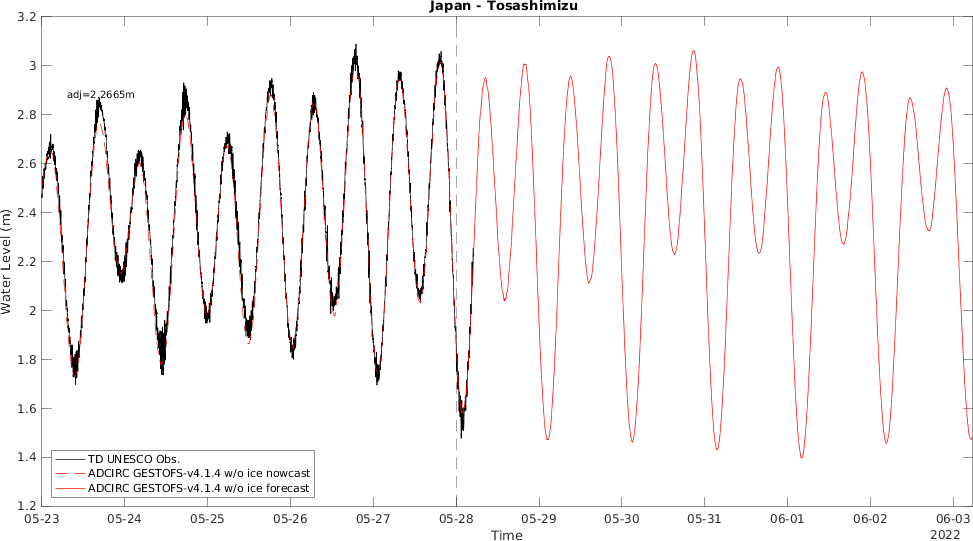 Japan - Tosashimizu
3.2
3
2.8
2.6
2.4
2.2
2
1.8
1.6
1.4
1.2
Water Level (m)
adj=2.2665m
TD UNESCO Obs.
ADCIRC GESTOFS-v4.1.4 w/o ice nowcast
ADCIRC GESTOFS-v4.1.4 w/o ice forecast
05-23 05-24 05-25 05-26 05-27 05-28 05-29 05-30 05-31 06-01 06-02 06-03
Time
2022